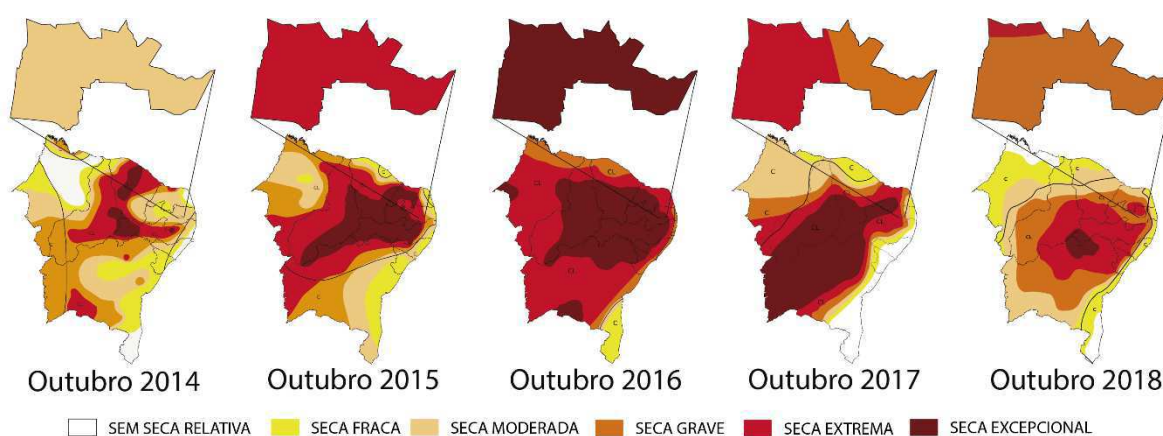 Outubro 2014
Outubro 2015
Outubro 2016
Outubro 2017
Outubro 2018
SEM SECA RELATIVA
SECA FRACA
SECA MODERADA
SECA GRAVE
SECA EXTREMA
SECA EXCEPCIONAL